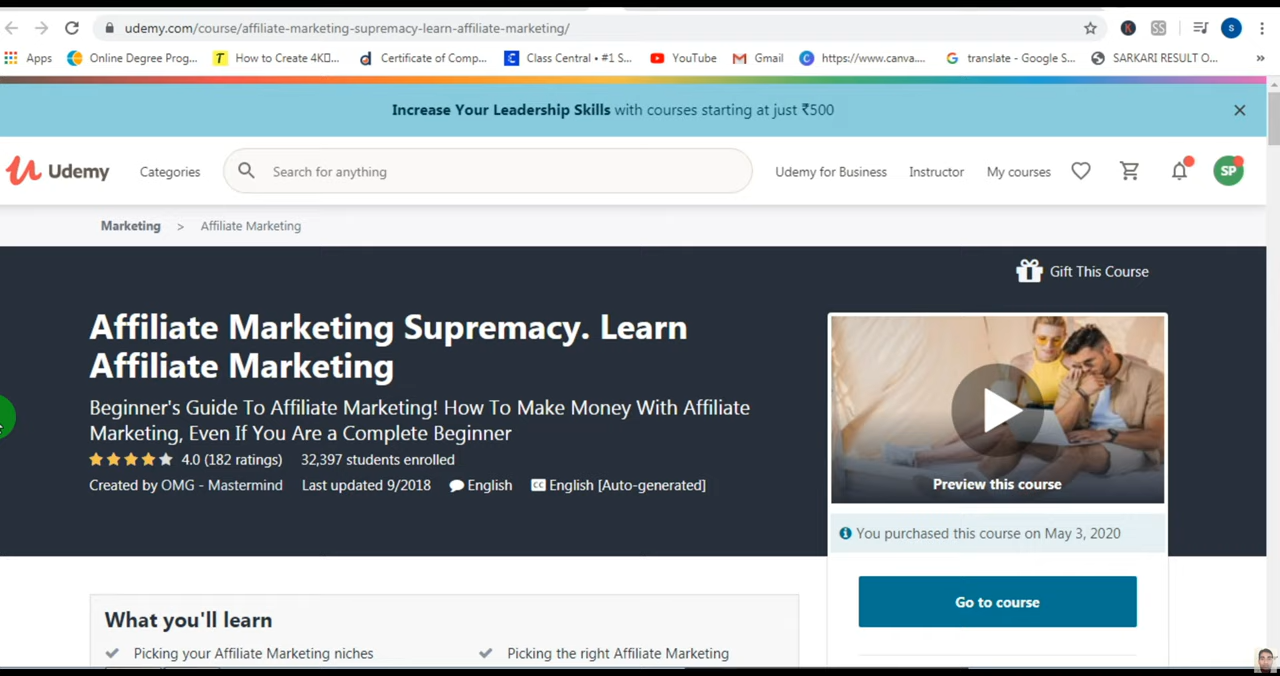 udemy.com/course/affiliate-marketing-supremacy-learn-affiliate-marketing/
Apps Online Degree Prog... How to Create 4K... Certificate of Comp... Class Central • #1 S... YouTube Gmail https://www.canva.... translate - Google S... SARKARI RESULT O... »
Increase Your Leadership Skills with courses starting at just ₹500
Udemy Categories Search for anything Udemy for Business Instructor My courses SP
Marketing > Affiliate Marketing
Gift This Course
Affiliate Marketing Supremacy. Learn
Affiliate Marketing
Beginner's Guide To Affiliate Marketing! How To Make Money With Affiliate
Marketing, Even If You Are a Complete Beginner
4.0 (182 ratings) 32,397 students enrolled
Created by OMG - Mastermind Last updated 9/2018 English CC English [Auto-generated]
Preview this course
You purchased this course on May 3, 2020
Go to course
What you'll learn
Picking your Affiliate Marketing niches
Picking the right Affiliate Marketing